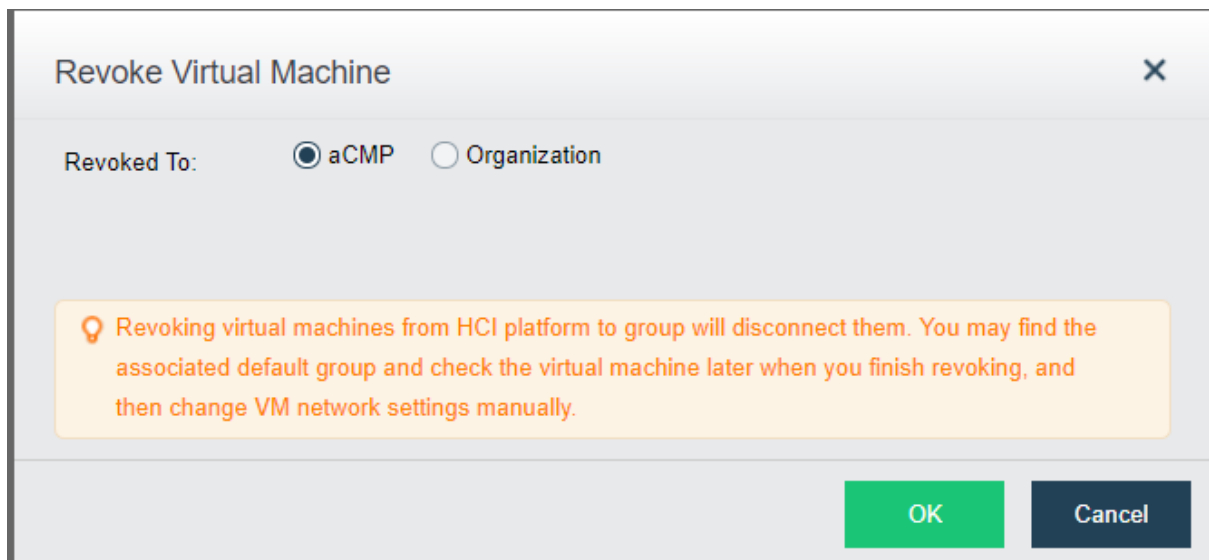 Revoke Virtual Machine
Revoked To: aCMP Organization
Revoking virtual machines from HCI platform to group will disconnect them. You may find the
associated default group and check the virtual machine later when you finish revoking, and
then change VM network settings manually.
OK Cancel